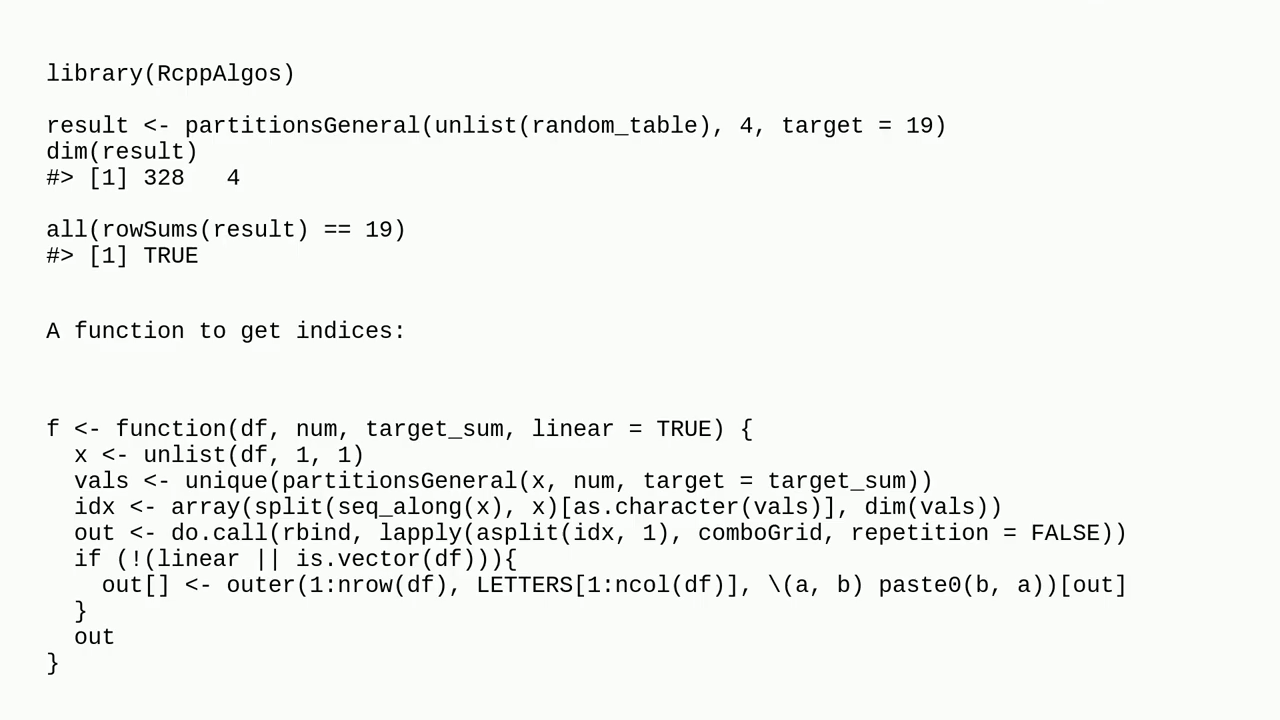 library(RcppAlgos)
result <- partitionsGeneral(unlist(random_table), 4, target = 19)
dim(result)
#> [1] 328   4
all(rowSums(result) == 19)
#> [1] TRUE
A function to get indices:
f <- function(df, num, target_sum, linear = TRUE) {
  x <- unlist(df, 1, 1)
  vals <- unique(partitionsGeneral(x, num, target = target_sum))
  idx <- array(split(seq_along(x), x)[as.character(vals)], dim(vals))
  out <- do.call(rbind, lapply(asplit(idx, 1), comboGrid, repetition = FALSE))
  if (!(linear || is.vector(df))){
    out[] <- outer(1:nrow(df), LETTERS[1:ncol(df)], \(a, b) paste0(b, a))[out]
  }
  out
}